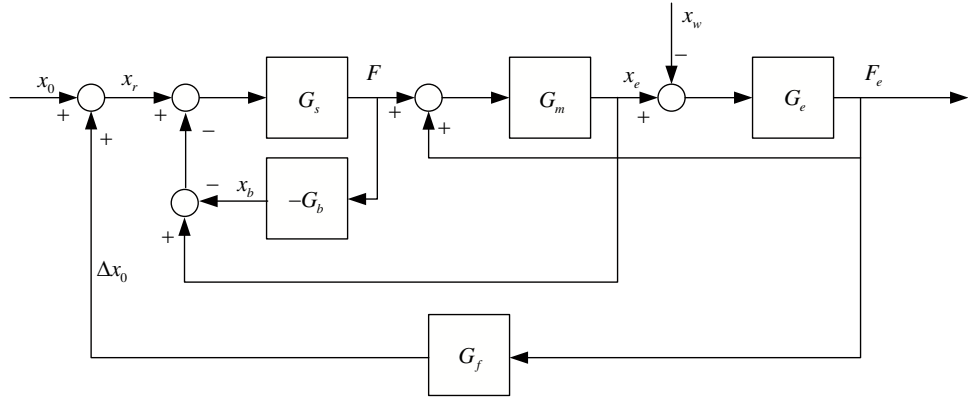 x_w
−
x_0
x_r
F
x_e
F_e
G_s
G_m
G_e
+
+
+
+
+
+
+
−
−
x_b
−G_b
+
Δx_0
G_f